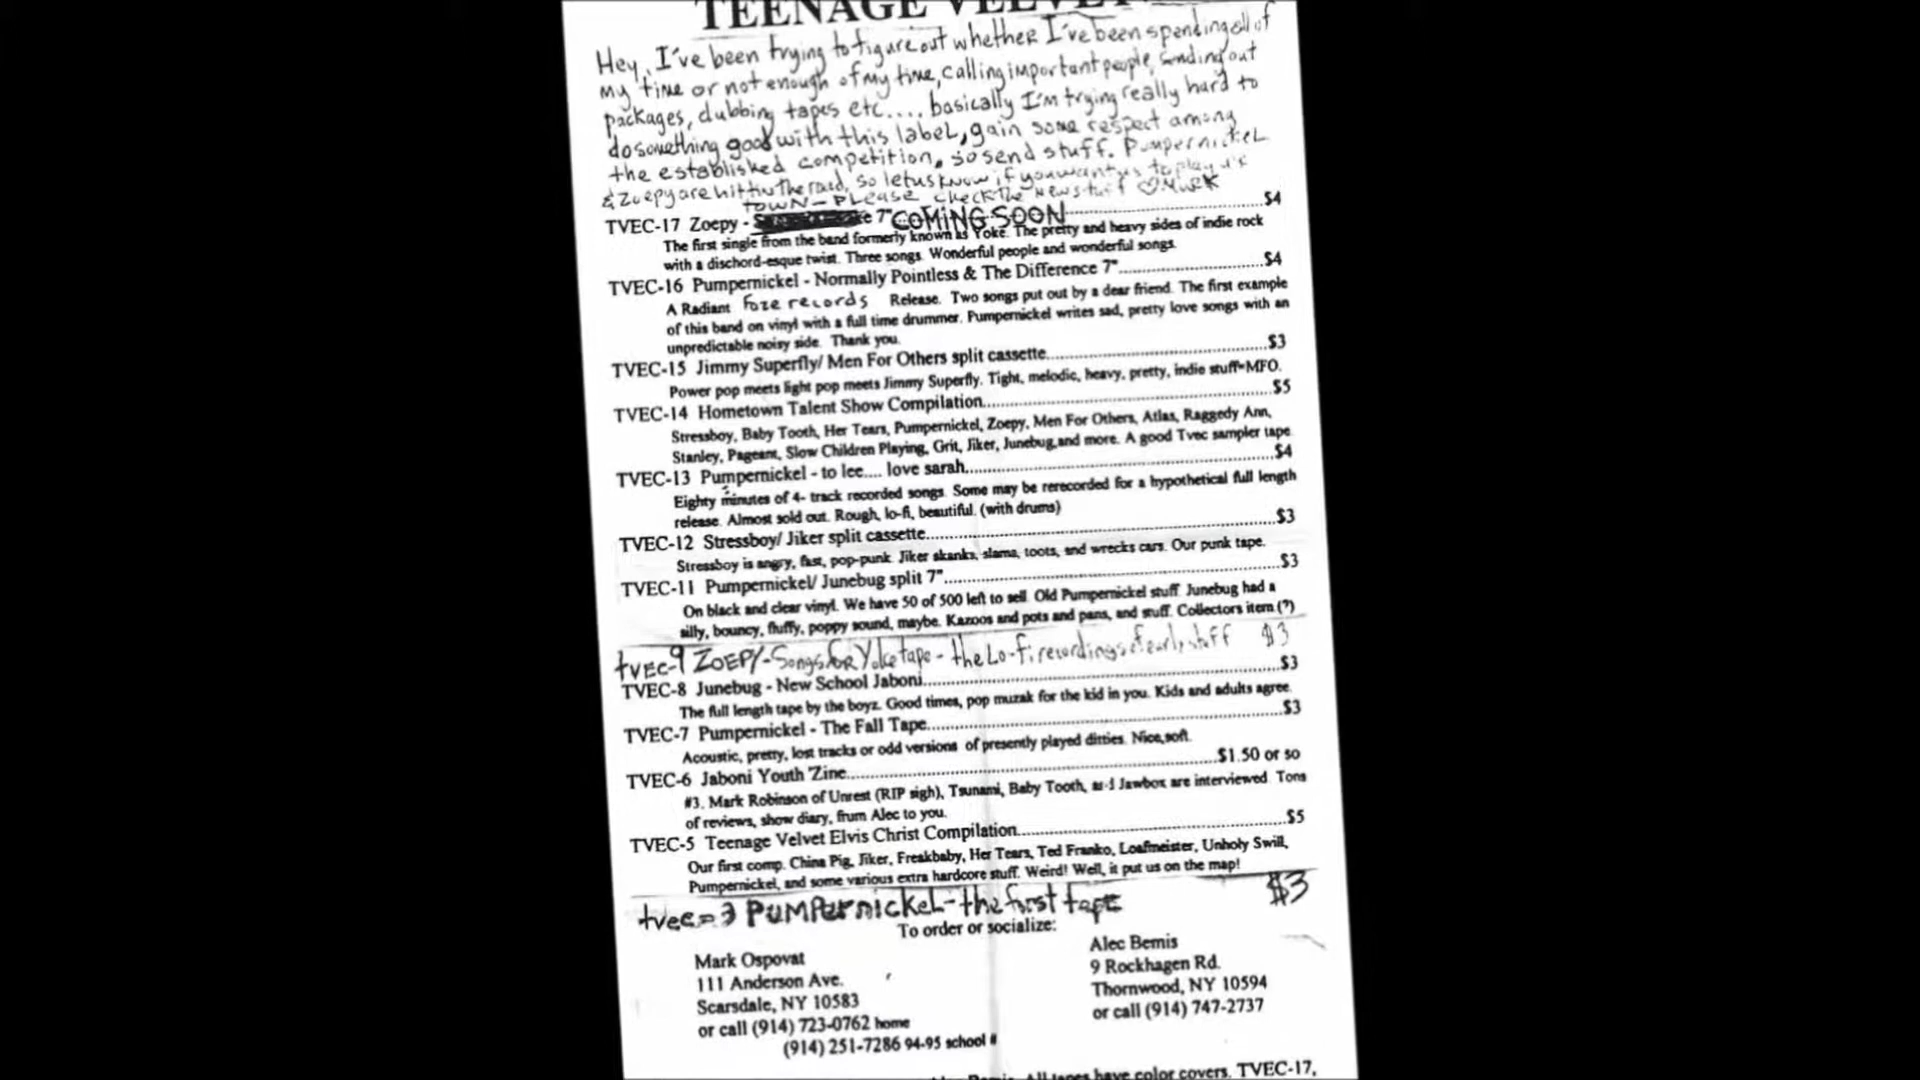 TEENAGE VELVET
Hey, I've been trying to figure out whether I've been spending all of
my time or not enough of my time, calling important people, sending out
packages, dubbing tapes etc.... basically I'm trying really hard to
do something good with this label, gain some respect among
the established competition, so send stuff. Pumpernickel
& Zoepy are hittin the road, so let us know if you want us to play y'r
TOWN - PLEASE check the new stuff ♡ Mark
TVEC-17 Zoepy - 7" COMING SOON $4
The first single from the band formerly known as Yoke. The pretty and heavy sides of indie rock
with a dischord-esque twist. Three songs. Wonderful people and wonderful songs.
TVEC-16 Pumpernickel - Normally Pointless & The Difference 7" $4
A Radiant Foze records Release. Two songs put out by a dear friend. The first example
of this band on vinyl with a full time drummer. Pumpernickel writes sad, pretty love songs with an
unpredictable noisy side. Thank you.
TVEC-15 Jimmy Superfly/ Men For Others split cassette $3
Power pop meets light pop meets Jimmy Superfly. Tight, melodic, heavy, pretty, indie stuff=MFO.
TVEC-14 Hometown Talent Show Compilation $5
Stressboy, Baby Tooth, Her Tears, Pumpernickel, Zoepy, Men For Others, Atlas, Raggedy Ann,
Stanley, Pageant, Slow Children Playing, Grit, Jiker, Junebug,and more. A good Tvec sampler tape
TVEC-13 Pumpernickel - to lee.... love sarah $4
Eighty minutes of 4- track recorded songs. Some may be rerecorded for a hypothetical full length
release. Almost sold out. Rough, lo-fi, beautiful. (with drums)
TVEC-12 Stressboy/ Jiker split cassette $3
Stressboy is angry, fast, pop-punk. Jiker skanks, slams, toots, and wrecks cars. Our punk tape.
TVEC-11 Pumpernickel/ Junebug split 7" $3
On black and clear vinyl. We have 50 of 500 left to sell. Old Pumpernickel stuff. Junebug had a
silly, bouncy, fluffy, poppy sound, maybe. Kazoos and pots and pans, and stuff. Collectors item (?)
tvec-9 ZOEPY - Songs for Yoke tape - the Lo-fi recordings of early stuff $3
TVEC-8 Junebug - New School Jaboni $3
The full length tape by the boyz. Good times, pop muzak for the kid in you. Kids and adults agree.
TVEC-7 Pumpernickel - The Fall Tape $3
Acoustic, pretty, lost tracks or odd versions of presently played ditties. Nice,soft.
TVEC-6 Jaboni Youth 'Zine $1.50 or so
#3. Mark Robinson of Unrest (RIP sigh), Tsunami, Baby Tooth, and Jawbox are interviewed. Tons
of reviews, show diary, from Alec to you.
TVEC-5 Teenage Velvet Elvis Christ Compilation $5
Our first comp. China Pig, Jiker, Freakbaby, Her Tears, Ted Franko, Loafmeister, Unholy Swill,
Pumpernickel, and some various extra hardcore stuff. Weird! Well, it put us on the map!
tvec-3 Pumpernickel - the first tape $3
To order or socialize:
Mark Ospovat
111 Anderson Ave.
Scarsdale, NY 10583
or call (914) 723-0762 home
(914) 251-7286 94-95 school #
Alec Bemis
9 Rockhagen Rd.
Thornwood, NY 10594
or call (914) 747-2737
Bemis. All tapes have color covers. TVEC-17,